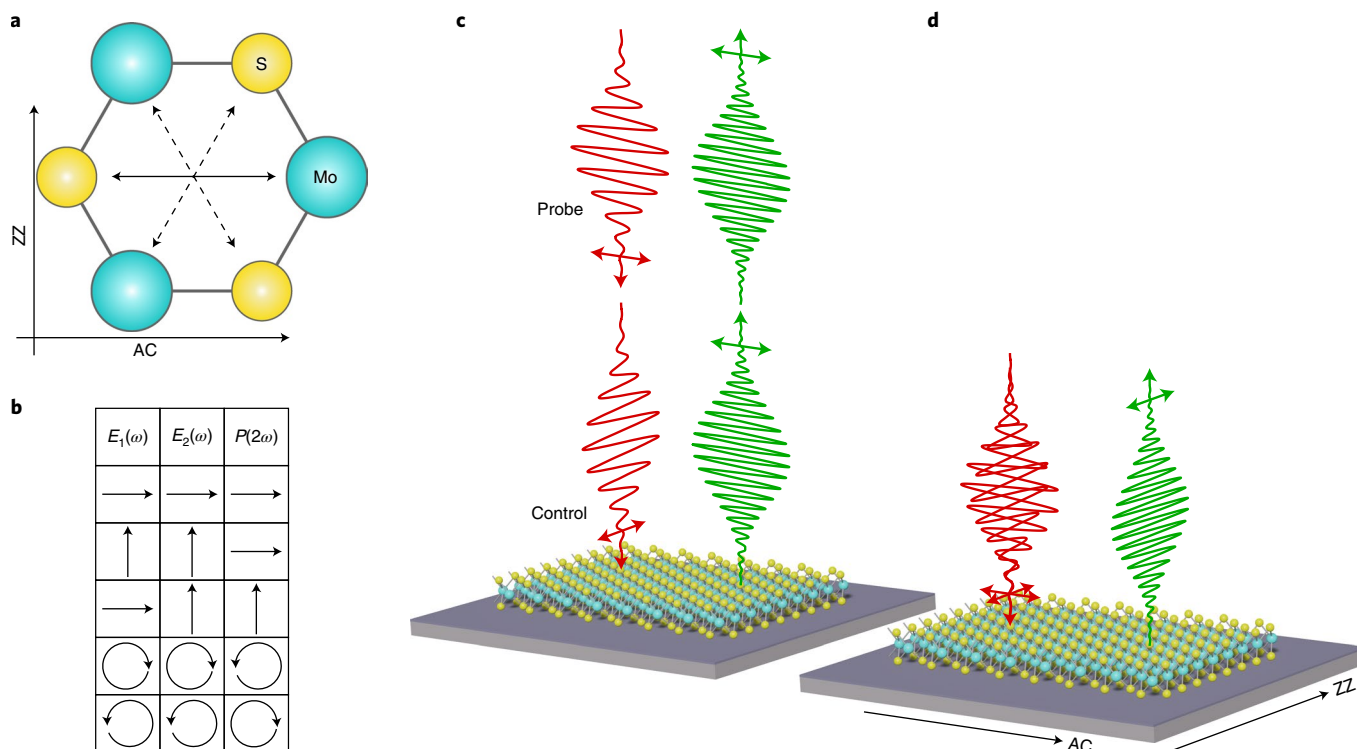 a
S
Mo
ZZ
AC
b
E₁(ω) E₂(ω) P(2ω)
c
Probe
Control
d
AC
ZZ